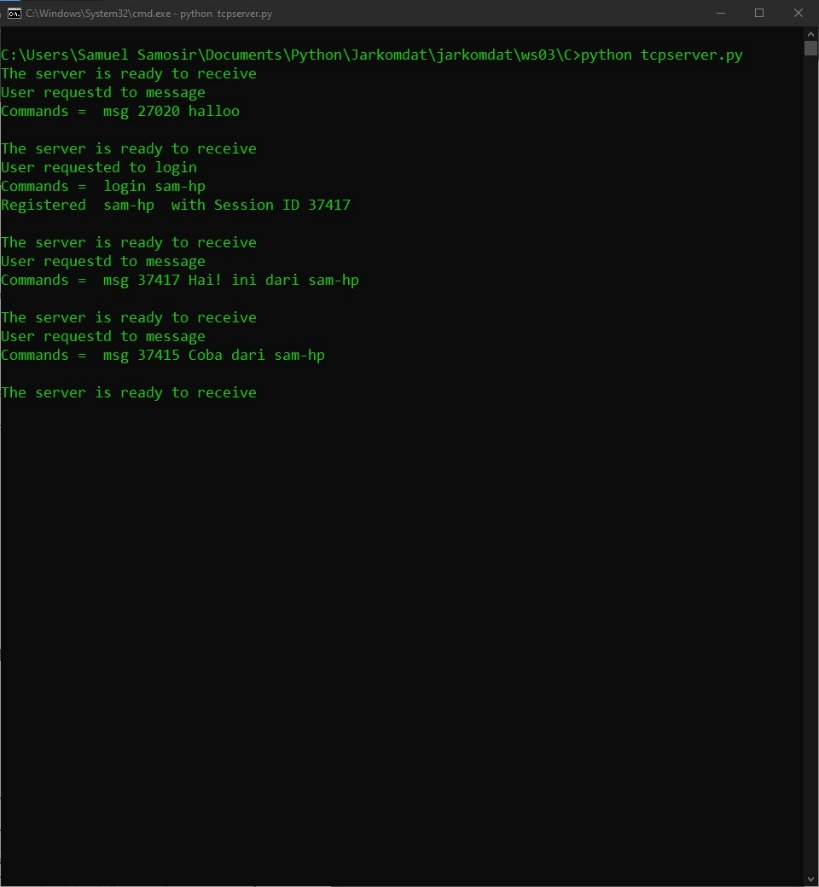 C:\Windows\System32\cmd.exe - python tcpserver.py
C:\Users\Samuel Samosir\Documents\Python\Jarkomdat\jarkomdat\ws03\C>python tcpserver.py
The server is ready to receive
User requestd to message
Commands =  msg 27020 halloo
The server is ready to receive
User requested to login
Commands =  login sam-hp
Registered  sam-hp  with Session ID 37417
The server is ready to receive
User requestd to message
Commands =  msg 37417 Hai! ini dari sam-hp
The server is ready to receive
User requestd to message
Commands =  msg 37415 Coba dari sam-hp
The server is ready to receive